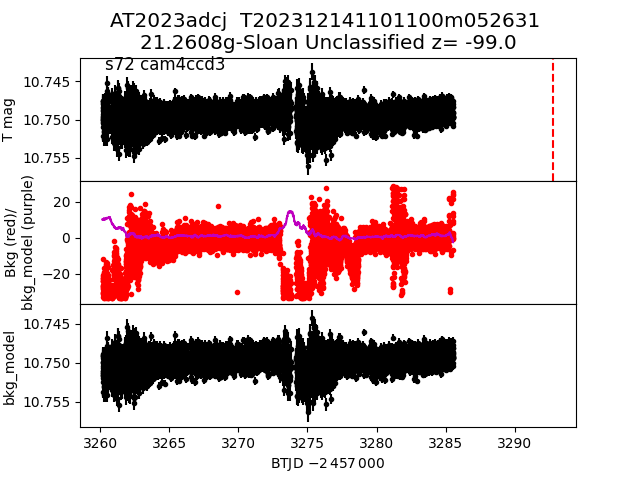 AT2023adcj  T202312141101100m052631
21.2608g-Sloan Unclassified z= -99.0
s72 cam4ccd3
10.745
10.750
10.755
T mag
20
0
−20
Bkg (red)/
bkg_model (purple)
10.745
10.750
10.755
bkg_model
3260 3265 3270 3275 3280 3285 3290
BTJD −2 457 000